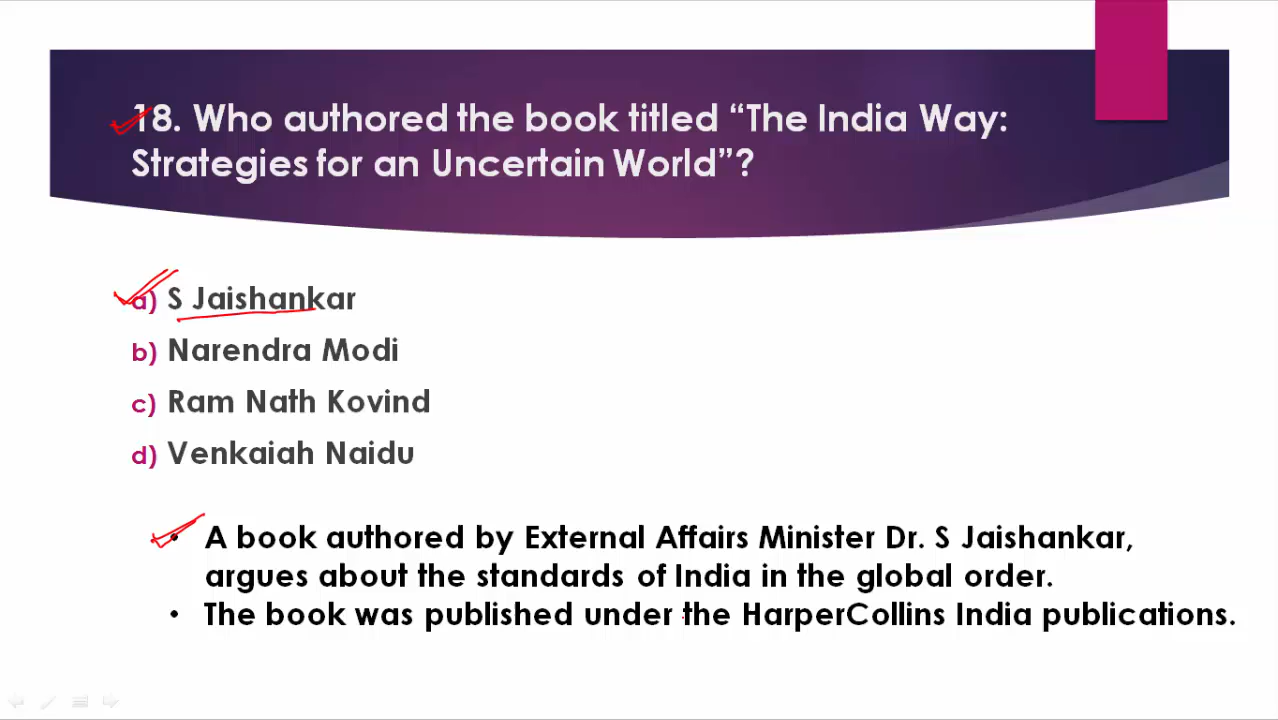 18. Who authored the book titled “The India Way:
Strategies for an Uncertain World”?
a) S Jaishankar
b) Narendra Modi
c) Ram Nath Kovind
d) Venkaiah Naidu
• A book authored by External Affairs Minister Dr. S Jaishankar,
argues about the standards of India in the global order.
• The book was published under the HarperCollins India publications.